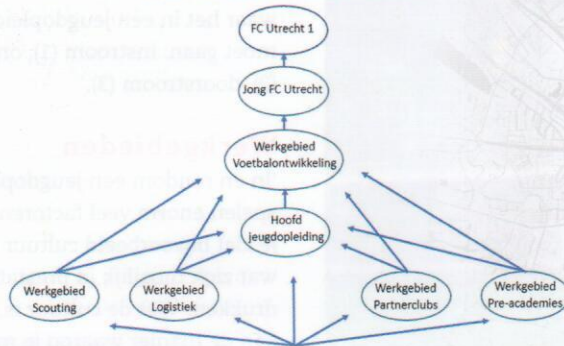 FC Utrecht 1
Jong FC Utrecht
Werkgebied
Voetbalontwikkeling
Hoofd
jeugdopleiding
Werkgebied
Scouting
Werkgebied
Logistiek
Werkgebied
Partnerclubs
Werkgebied
Pre-academies